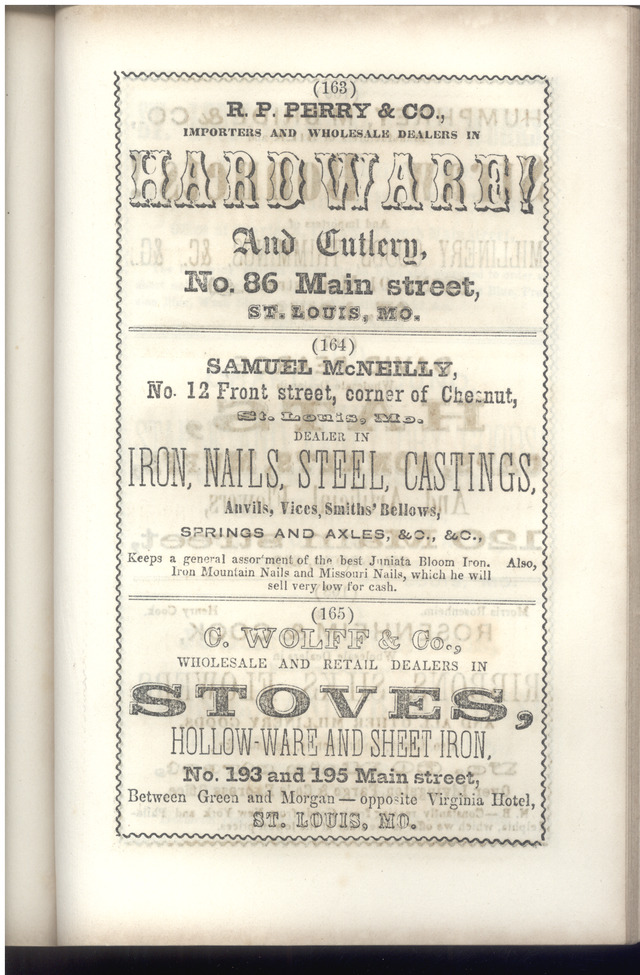 (163)
R. P. PERRY & CO.,
IMPORTERS AND WHOLESALE DEALERS IN
HARDWARE!
And Cutlery,
No. 86 Main street,
ST. LOUIS, MO.
(164)
SAMUEL McNEILLY,
No. 12 Front street, corner of Chesnut,
St. Louis, Mo.
DEALER IN
IRON, NAILS, STEEL, CASTINGS,
Anvils, Vices, Smiths' Bellows,
SPRINGS AND AXLES, &C., &C.,
Keeps a general assor'ment of the best Juniata Bloom Iron. Also,
Iron Mountain Nails and Missouri Nails, which he will
sell very low for cash.
(165)
C. WOLFF & Co.,
WHOLESALE AND RETAIL DEALERS IN
STOVES,
HOLLOW-WARE AND SHEET IRON,
No. 193 and 195 Main street,
Between Green and Morgan — opposite Virginia Hotel,
ST. LOUIS, MO.